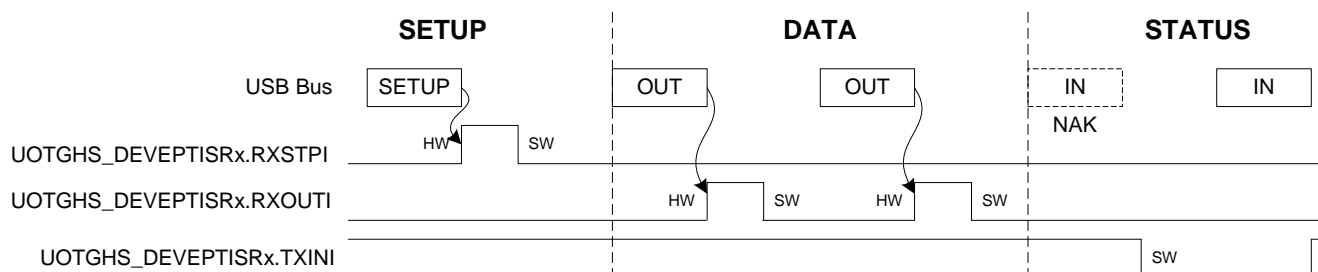 SETUP DATA STATUS
USB Bus SETUP OUT OUT IN IN
NAK
HW SW
UOTGHS_DEVEPTISRx.RXSTPI
UOTGHS_DEVEPTISRx.RXOUTI HW SW HW SW
UOTGHS_DEVEPTISRx.TXINI SW